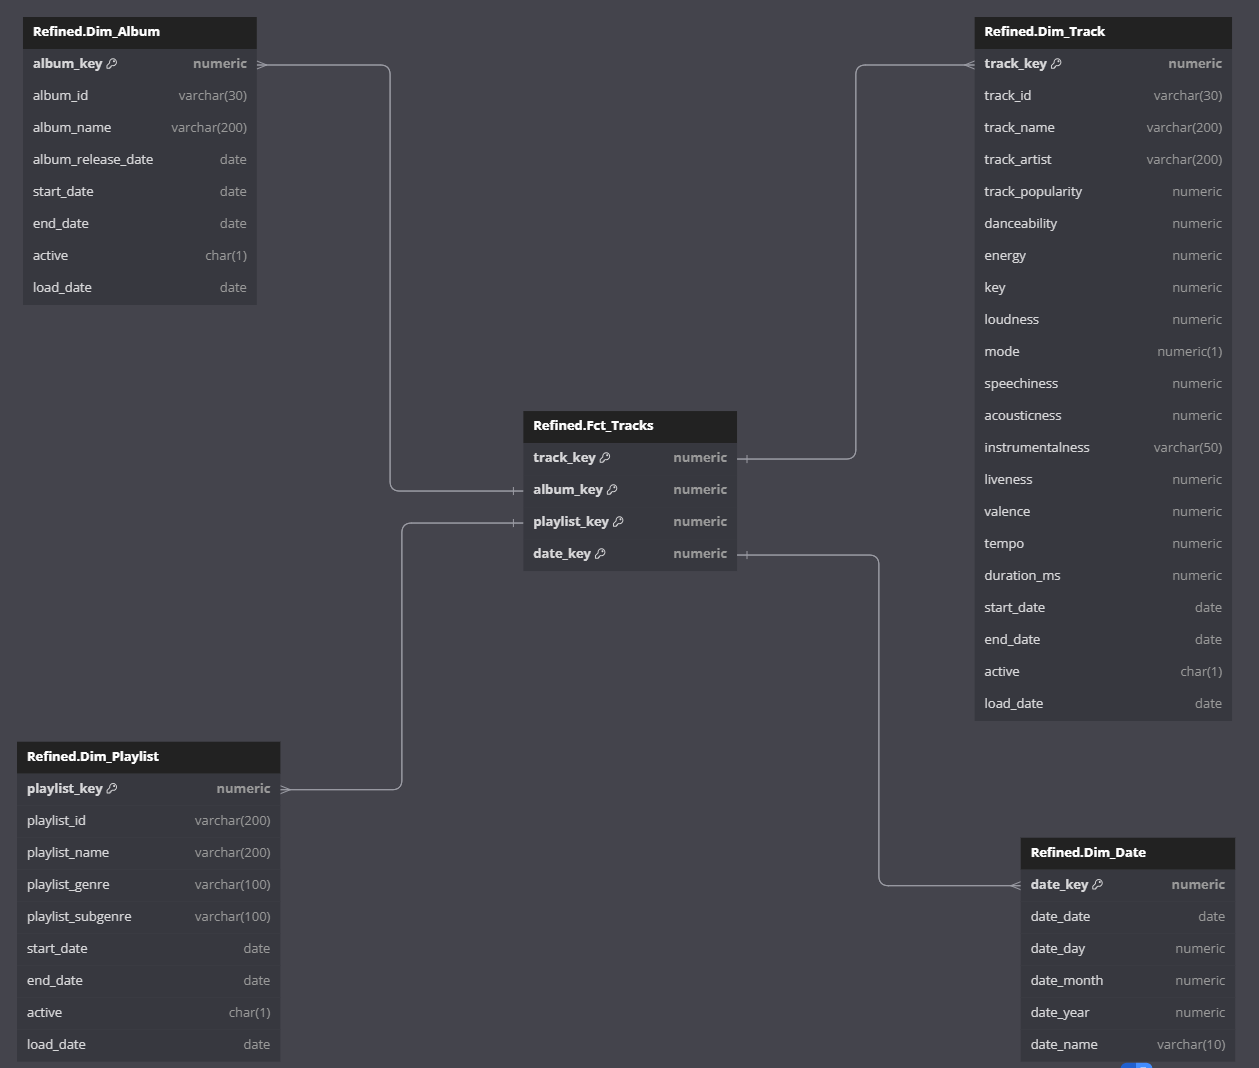 Refined.Dim_Album
album_key numeric
album_id varchar(30)
album_name varchar(200)
album_release_date date
start_date date
end_date date
active char(1)
load_date date
Refined.Dim_Track
track_key numeric
track_id varchar(30)
track_name varchar(200)
track_artist varchar(200)
track_popularity numeric
danceability numeric
energy numeric
key numeric
loudness numeric
mode numeric(1)
speechiness numeric
acousticness numeric
instrumentalness varchar(50)
liveness numeric
valence numeric
tempo numeric
duration_ms numeric
start_date date
end_date date
active char(1)
load_date date
Refined.Fct_Tracks
track_key numeric
album_key numeric
playlist_key numeric
date_key numeric
Refined.Dim_Playlist
playlist_key numeric
playlist_id varchar(200)
playlist_name varchar(200)
playlist_genre varchar(100)
playlist_subgenre varchar(100)
start_date date
end_date date
active char(1)
load_date date
Refined.Dim_Date
date_key numeric
date_date date
date_day numeric
date_month numeric
date_year numeric
date_name varchar(10)